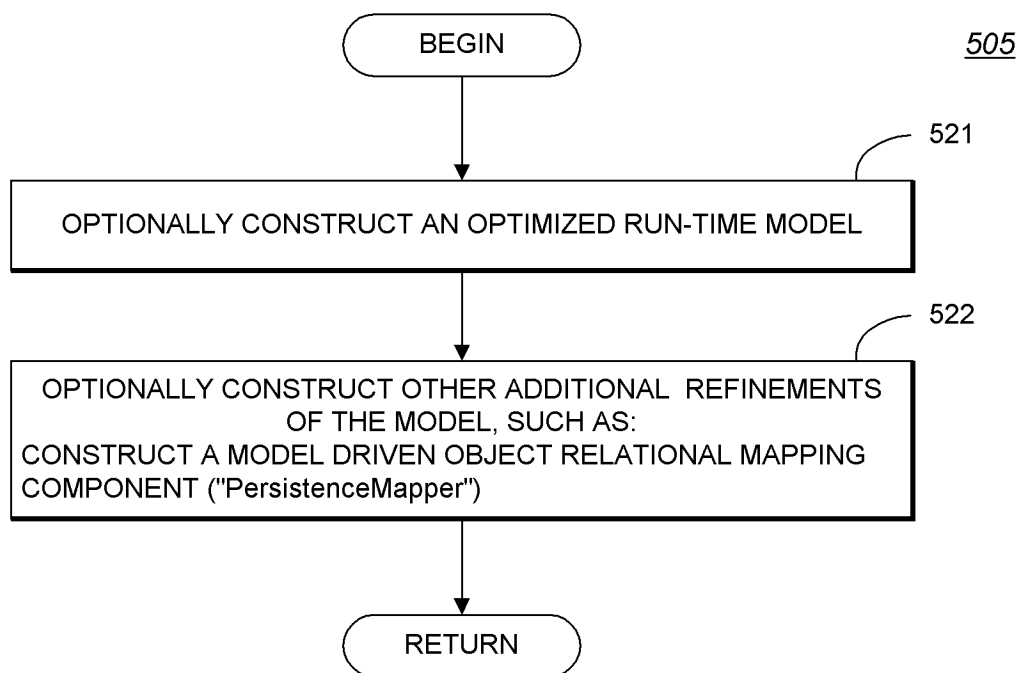 BEGIN
505
521
OPTIONALLY CONSTRUCT AN OPTIMIZED RUN-TIME MODEL
522
OPTIONALLY CONSTRUCT OTHER ADDITIONAL REFINEMENTS
OF THE MODEL, SUCH AS:
CONSTRUCT A MODEL DRIVEN OBJECT RELATIONAL MAPPING
COMPONENT ("PersistenceMapper")
RETURN